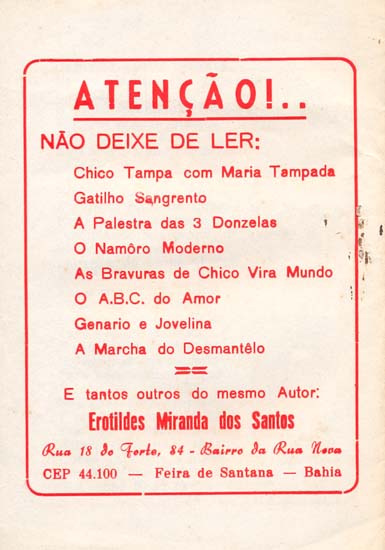 ATENÇÃO!..
NÃO DEIXE DE LER:
Chico Tampa com Maria Tampada
Gatilho Sangrento
A Palestra das 3 Donzelas
O Namôro Moderno
As Bravuras de Chico Vira Mundo
O A.B.C. do Amor
Genario e Jovelina
A Marcha do Desmantêlo
E tantos outros do mesmo Autor:
Erotildes Miranda dos Santos
Rua 18 do Forte, 84 - Bairro da Rua Nova
CEP 44.100 — Feira de Santana — Bahia